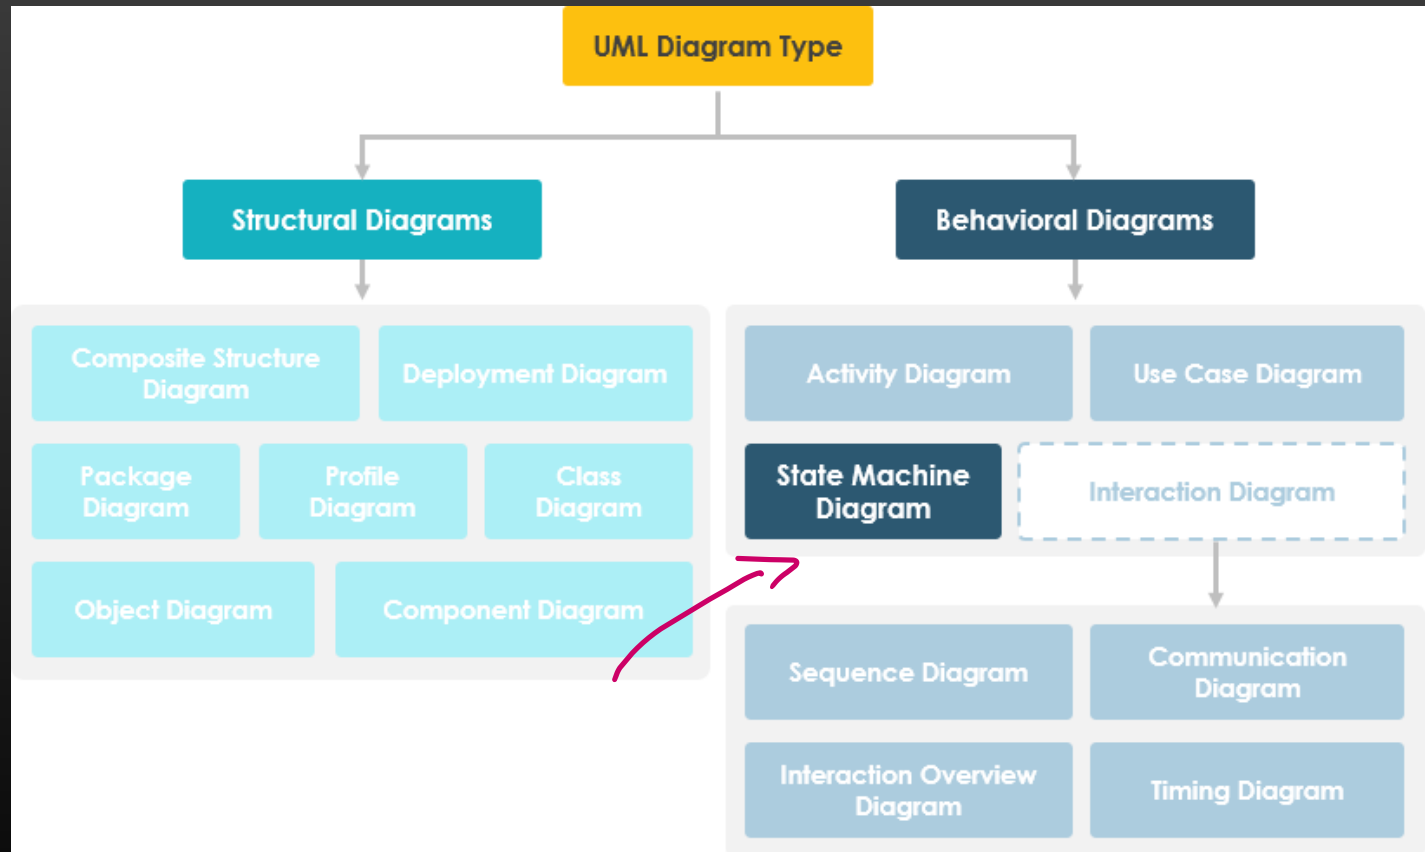 UML Diagram Type
Structural Diagrams
Behavioral Diagrams
Composite Structure
Diagram
Deployment Diagram
Package
Diagram
Profile
Diagram
Class
Diagram
Object Diagram
Component Diagram
Activity Diagram
Use Case Diagram
State Machine
Diagram
Interaction Diagram
Sequence Diagram
Communication
Diagram
Interaction Overview
Diagram
Timing Diagram